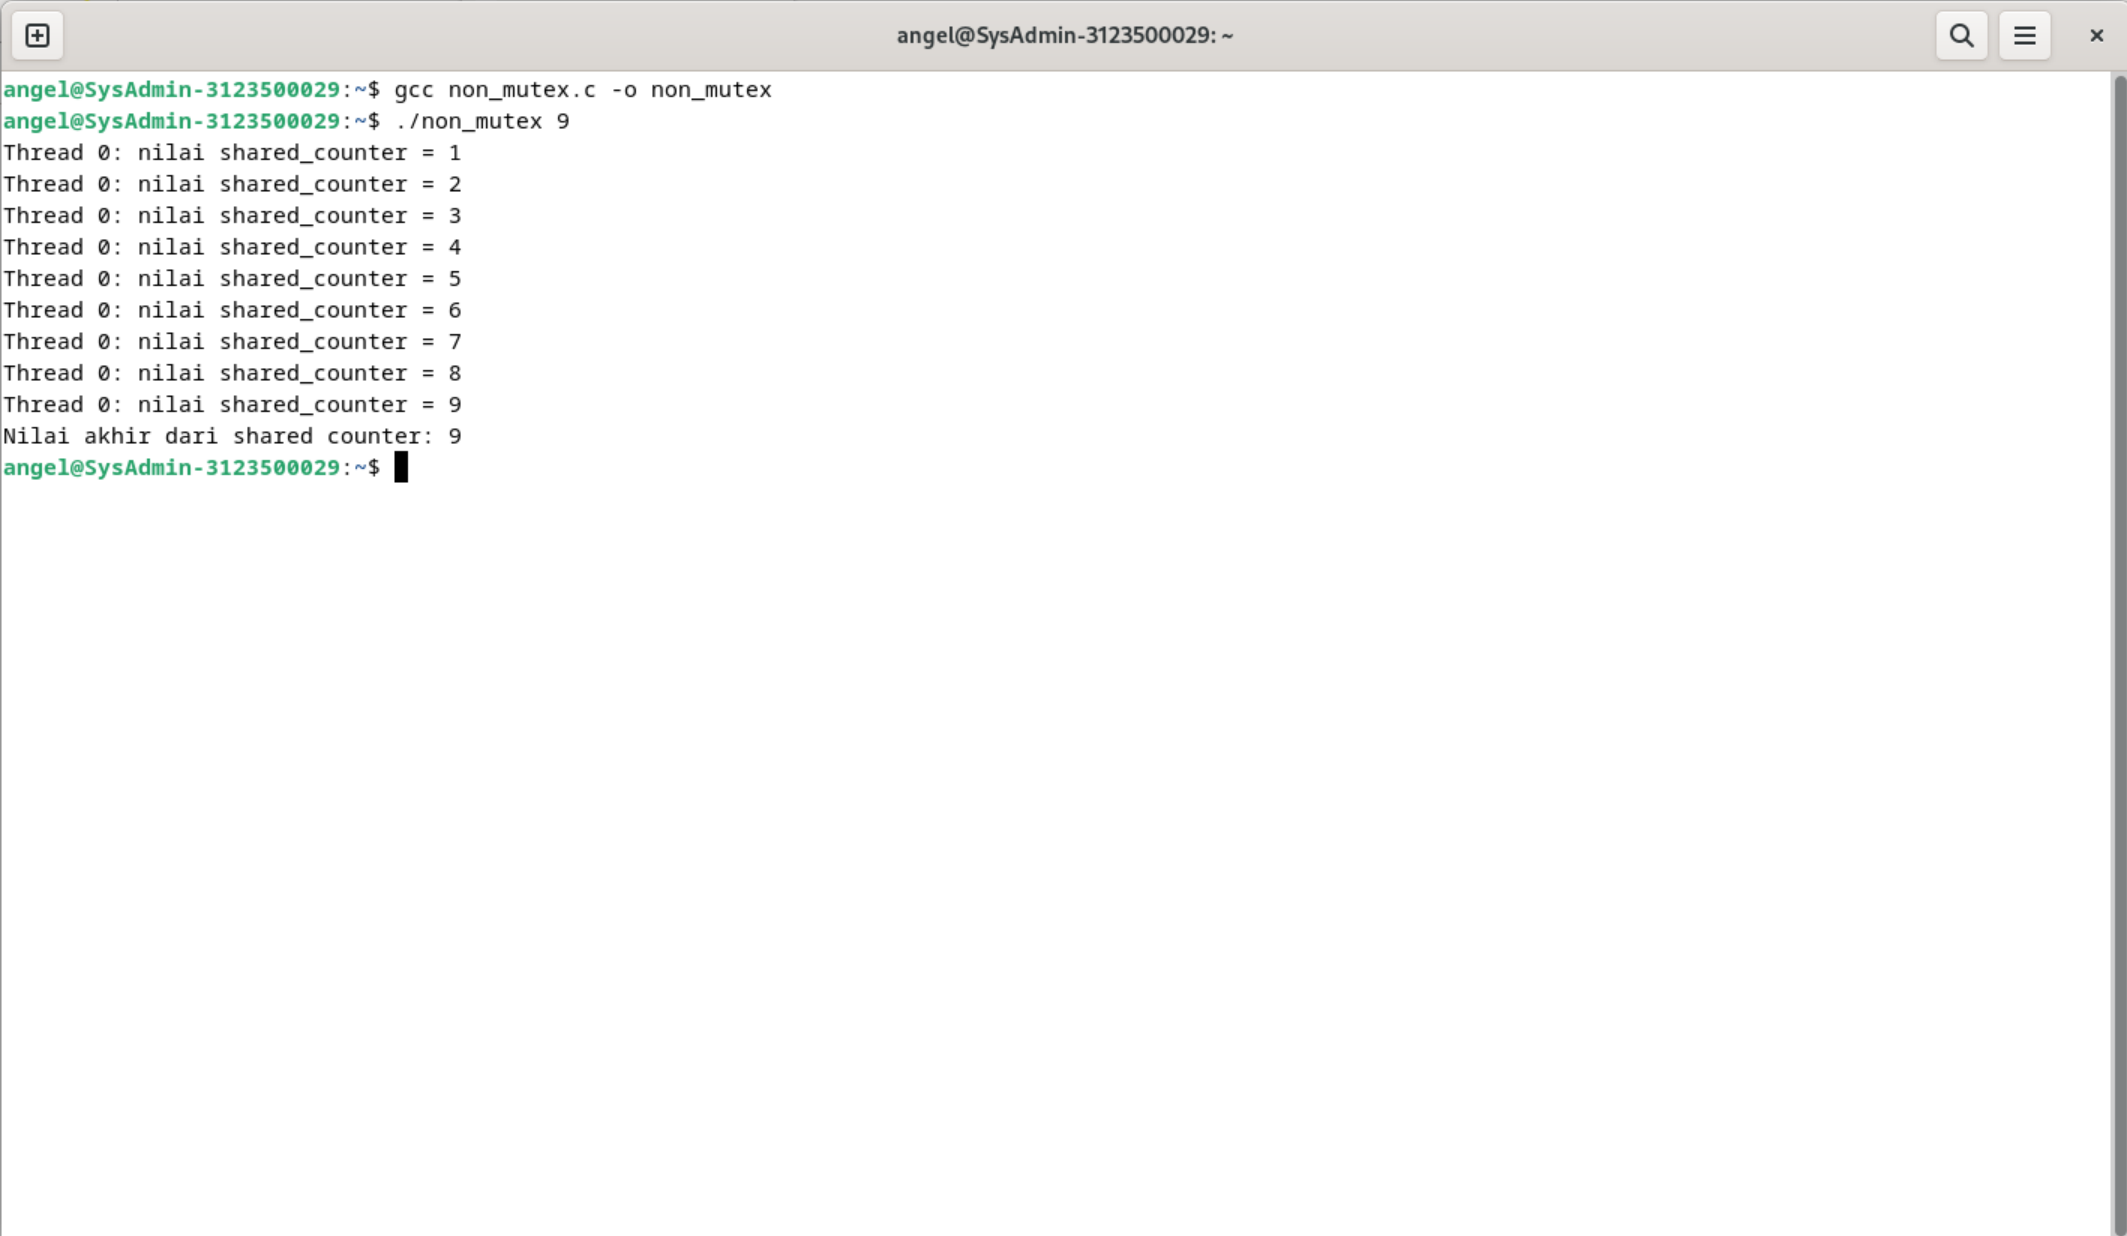 angel@SysAdmin-3123500029: ~
angel@SysAdmin-3123500029:~$ gcc non_mutex.c -o non_mutex
angel@SysAdmin-3123500029:~$ ./non_mutex 9
Thread 0: nilai shared_counter = 1
Thread 0: nilai shared_counter = 2
Thread 0: nilai shared_counter = 3
Thread 0: nilai shared_counter = 4
Thread 0: nilai shared_counter = 5
Thread 0: nilai shared_counter = 6
Thread 0: nilai shared_counter = 7
Thread 0: nilai shared_counter = 8
Thread 0: nilai shared_counter = 9
Nilai akhir dari shared counter: 9
angel@SysAdmin-3123500029:~$